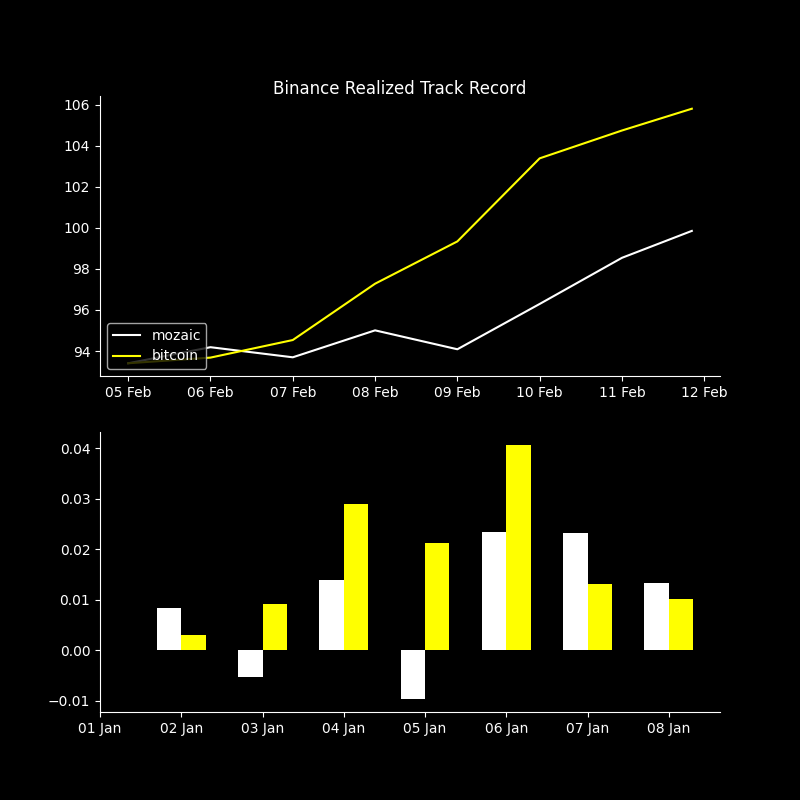 Binance Realized Track Record
106
104
102
100
98
96
94
mozaic
bitcoin
05 Feb 06 Feb 07 Feb 08 Feb 09 Feb 10 Feb 11 Feb 12 Feb
0.04
0.03
0.02
0.01
0.00
−0.01
01 Jan 02 Jan 03 Jan 04 Jan 05 Jan 06 Jan 07 Jan 08 Jan